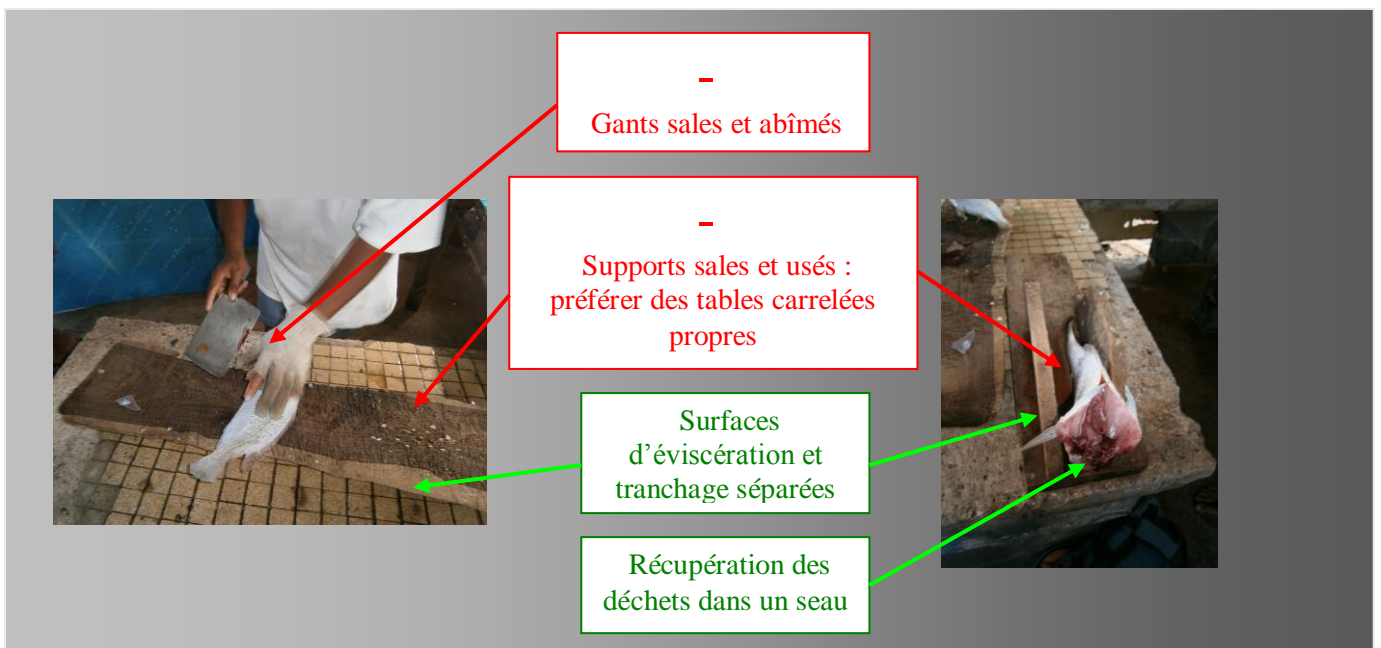 -
Gants sales et abîmés
-
Supports sales et usés :
préférer des tables carrelées
propres
Surfaces
d’éviscération et
tranchage séparées
Récupération des
déchets dans un seau